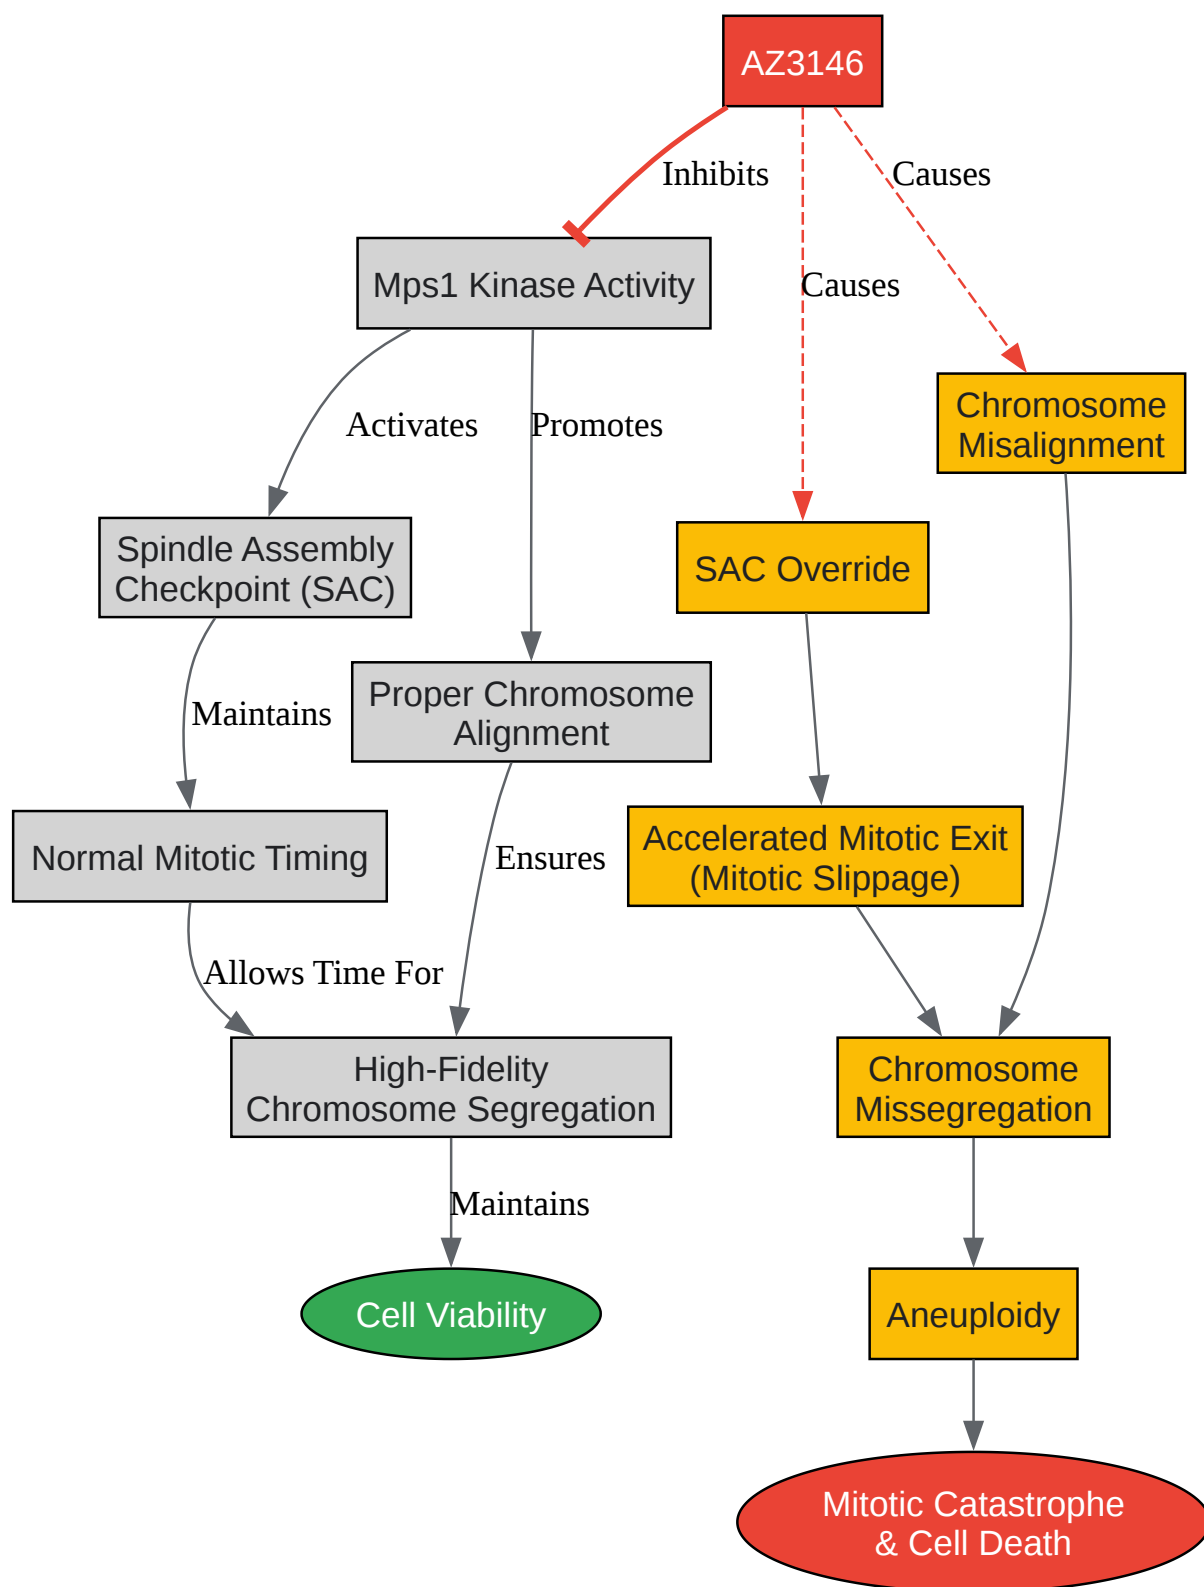 AZ3146
Inhibits
Causes
Mps1 Kinase Activity
Causes
Activates
Promotes
Chromosome
Misalignment
Spindle Assembly
Checkpoint (SAC)
SAC Override
Maintains
Proper Chromosome
Alignment
Normal Mitotic Timing
Ensures
Accelerated Mitotic Exit
(Mitotic Slippage)
Allows Time For
High-Fidelity
Chromosome Segregation
Chromosome
Missegregation
Maintains
Cell Viability
Aneuploidy
Mitotic Catastrophe
& Cell Death